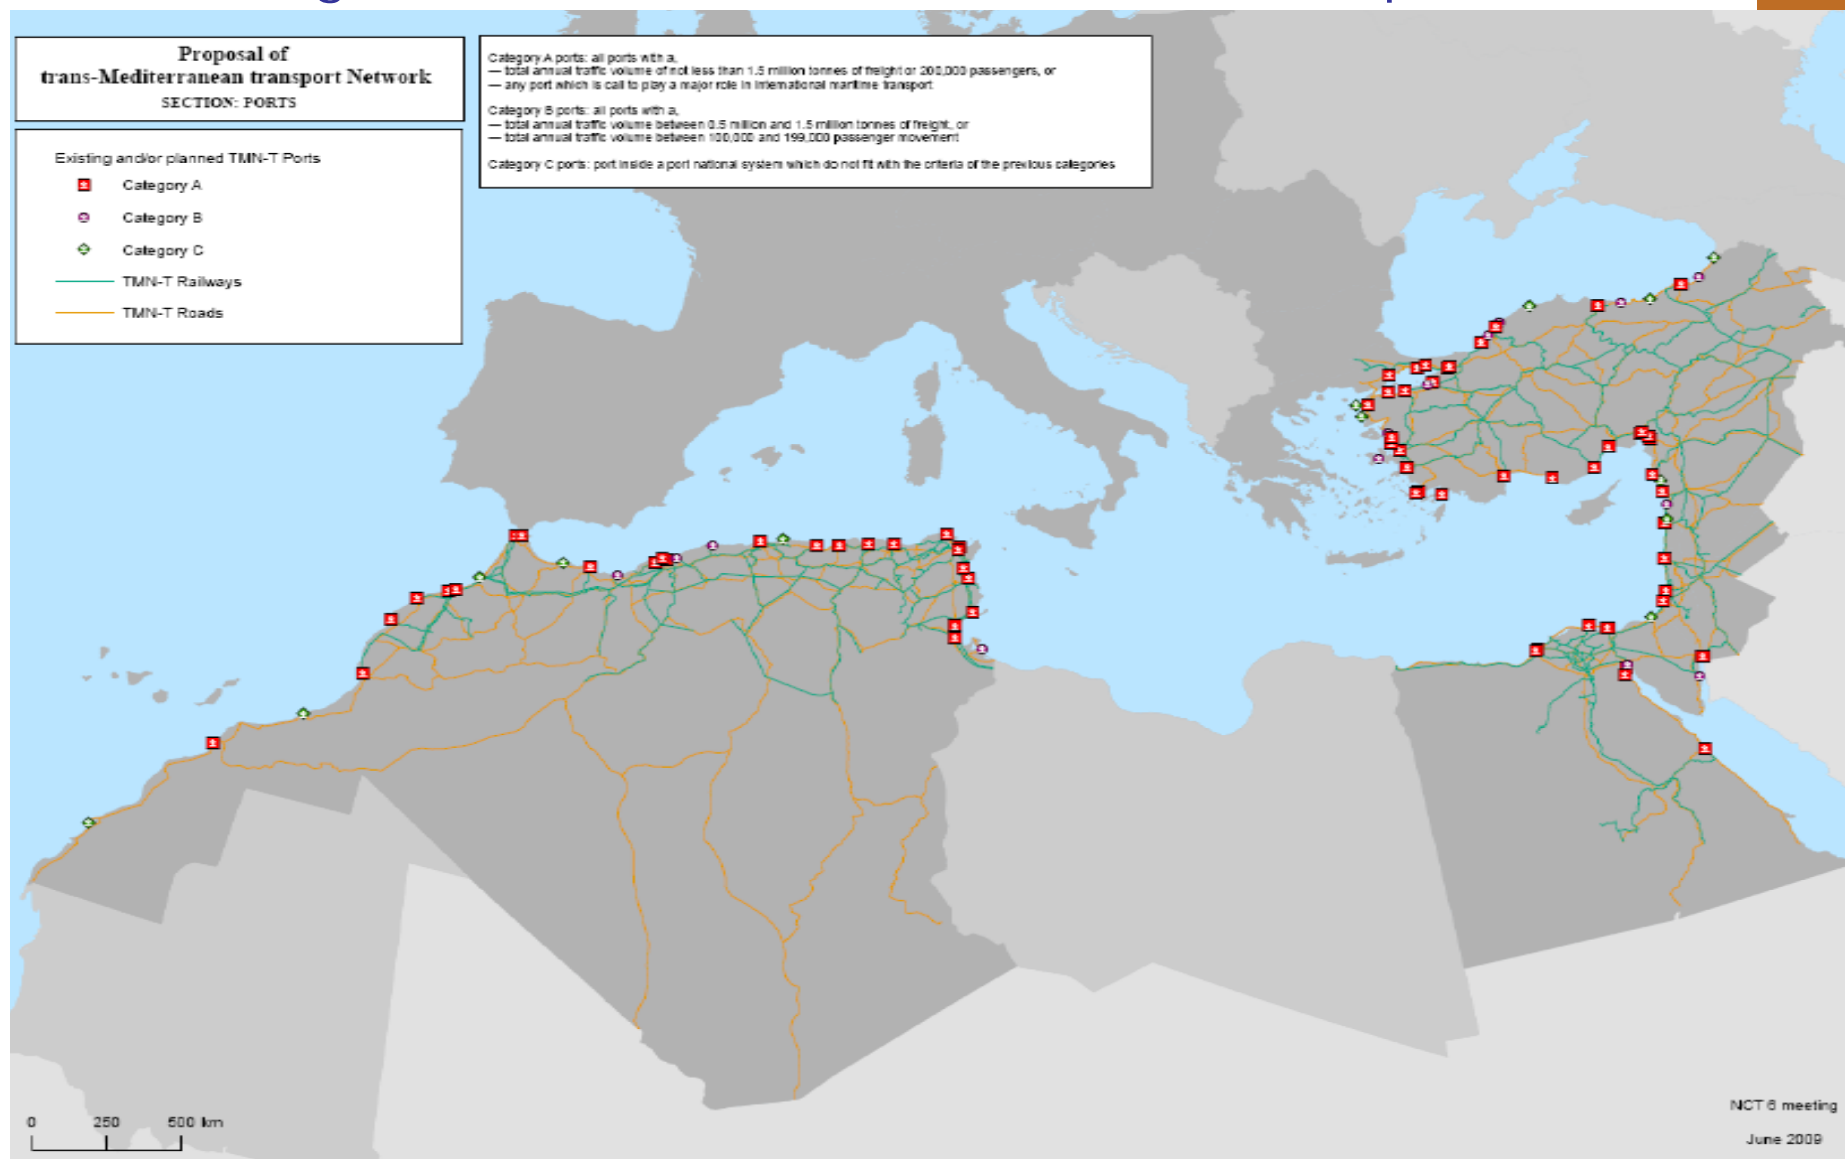 Proposal of
trans-Mediterranean transport Network
SECTION: PORTS
Category A ports: all ports with a,
— total annual traffic volume of not less than 1.5 million tonnes of freight or 200,000 passengers, or
— any port which is call to play a major role in international maritime transport
Category B ports: all ports with a,
— total annual traffic volume between 0.5 million and 1.5 million tonnes of freight, or
— total annual traffic volume between 100,000 and 199,000 passenger movement
Category C ports: port inside a port national system which do not fit with the criteria of the previous categories
Existing and/or planned TMN-T Ports
Category A
Category B
Category C
TMN-T Railways
TMN-T Roads
0 250 500 km
NCT 6 meeting
June 2009